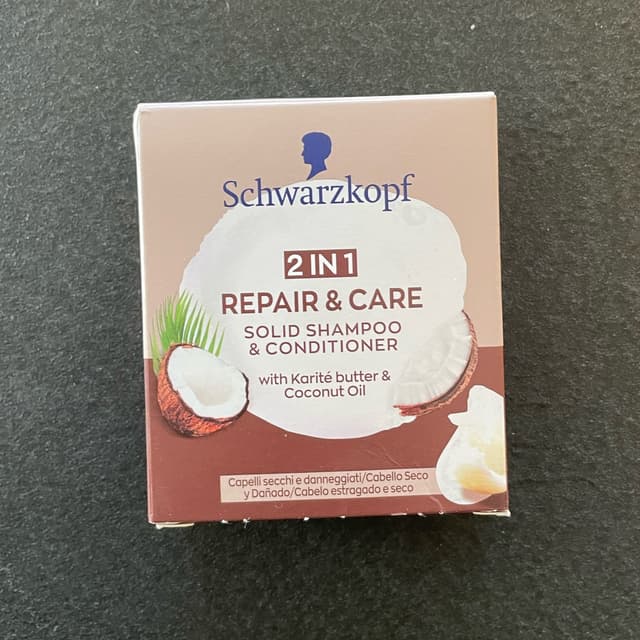 Schwarzkopf
2 IN 1
REPAIR & CARE
SOLID SHAMPOO
& CONDITIONER
with Karité butter &
Coconut Oil
Capelli secchi e danneggiati/Cabello Seco
y Dañado/Cabelo estragado e seco